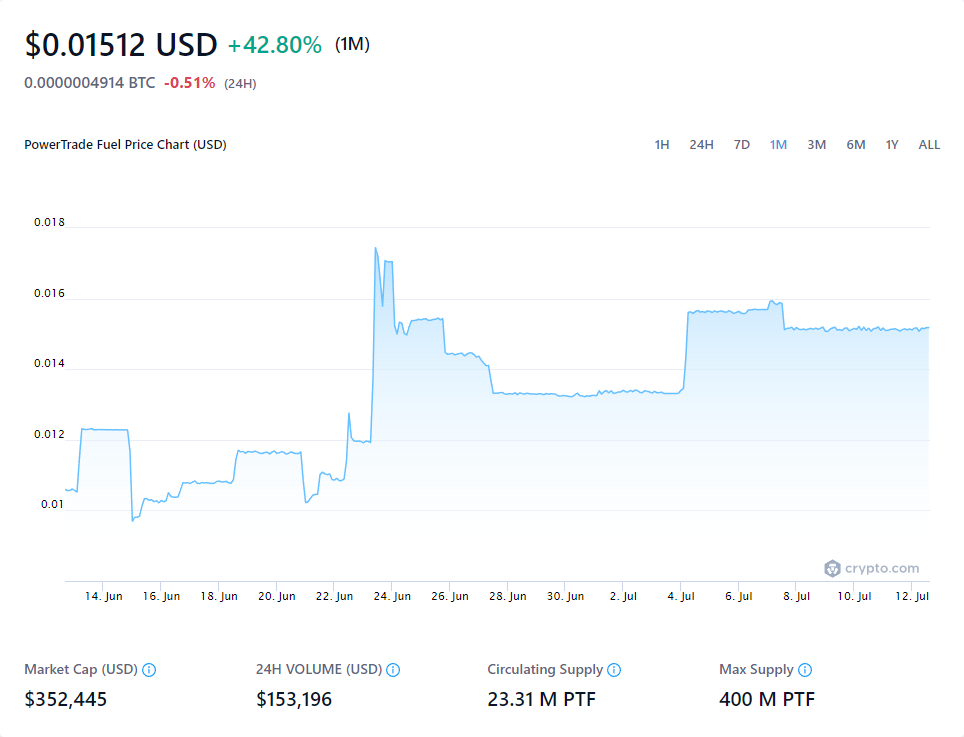 $0.01512 USD +42.80% (1M)
0.0000004914 BTC -0.51% (24H)
PowerTrade Fuel Price Chart (USD) 1H 24H 7D 1M 3M 6M 1Y ALL
0.018
0.016
0.014
0.012
0.01
crypto.com
14. Jun 16. Jun 18. Jun 20. Jun 22. Jun 24. Jun 26. Jun 28. Jun 30. Jun 2. Jul 4. Jul 6. Jul 8. Jul 10. Jul 12. Jul
Market Cap (USD) 24H VOLUME (USD) Circulating Supply Max Supply
$352,445 $153,196 23.31 M PTF 400 M PTF